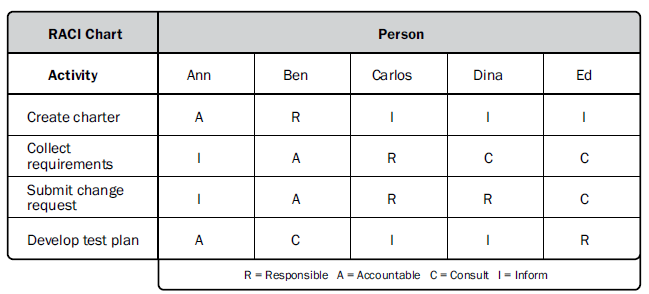 RACI Chart Person
Activity Ann Ben Carlos Dina Ed
Create charter A R I I I
Collect
requirements I A R C C
Submit change
request I A R R C
Develop test plan A C I I R
R = Responsible A = Accountable C = Consult I = Inform